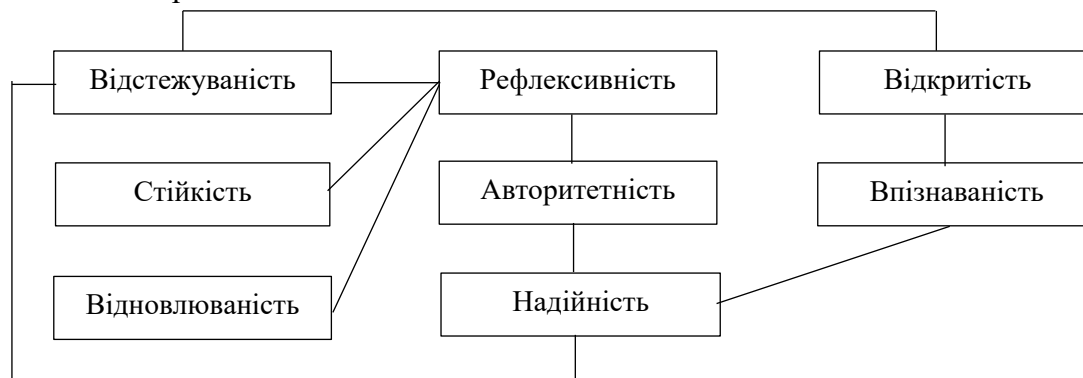 Відстежуваність
Рефлексивність
Відкритість
Стійкість
Авторитетність
Впізнаваність
Відновлюваність
Надійність